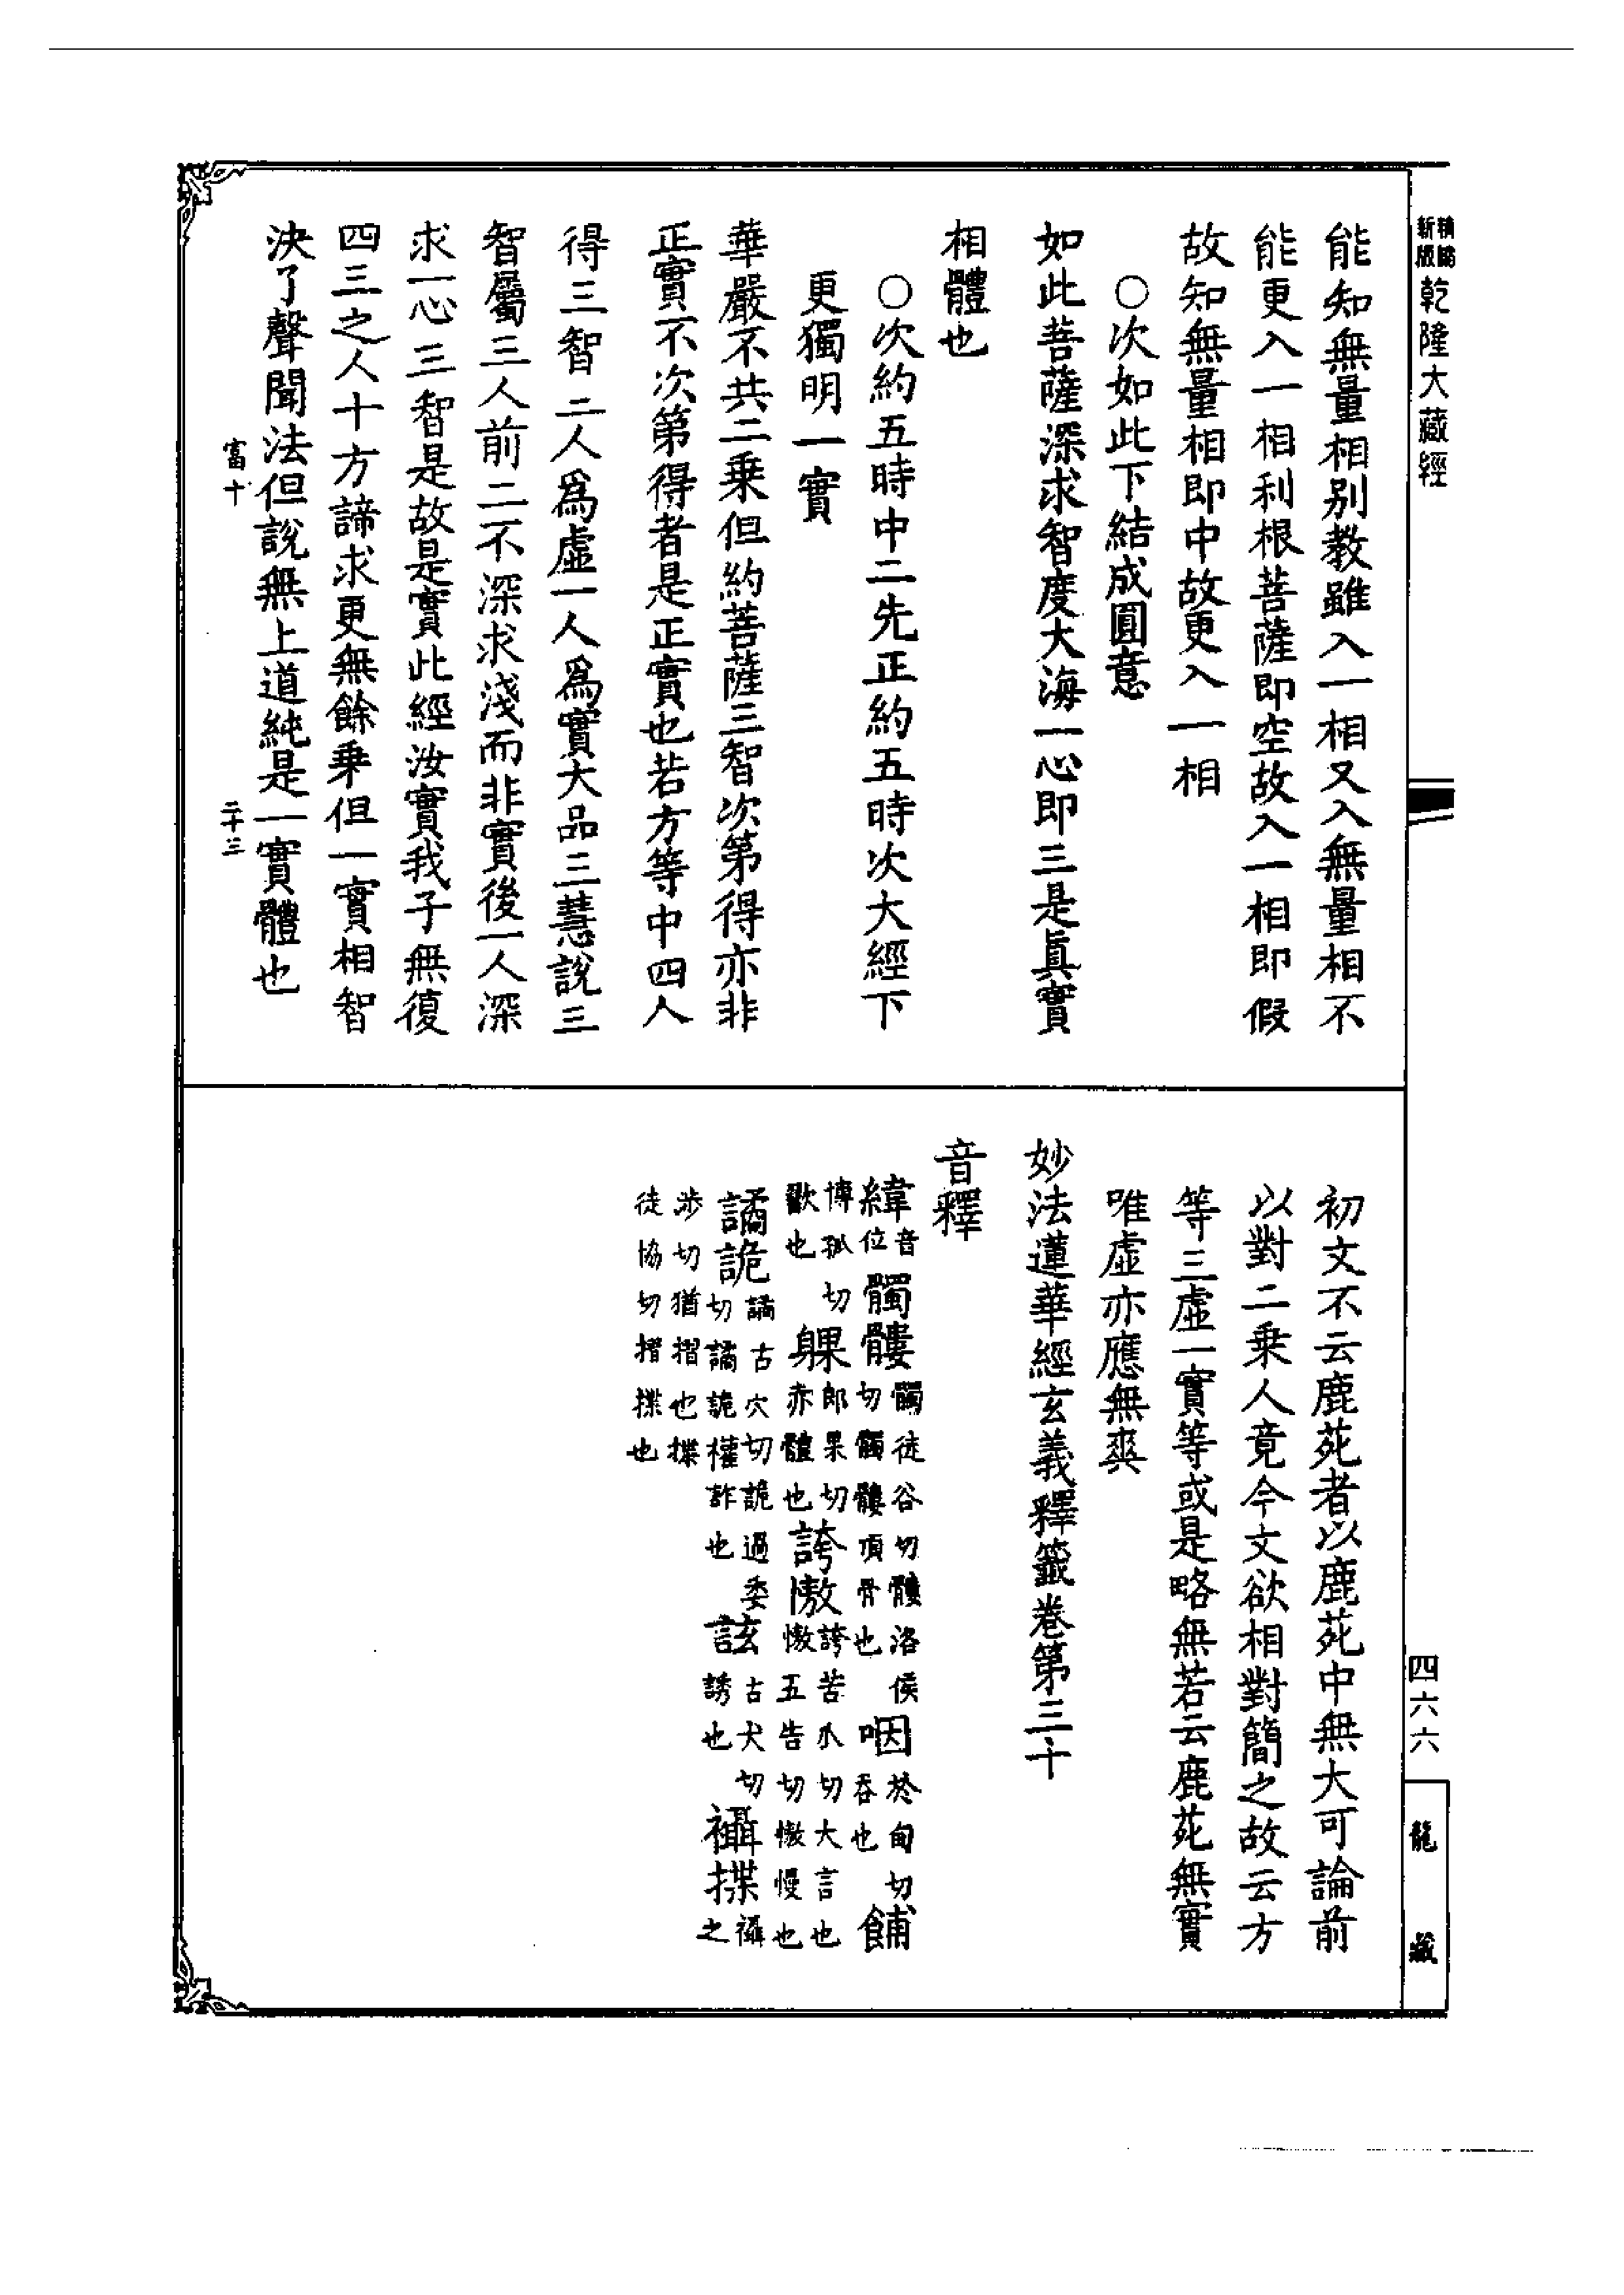 新版精縮乾隆大藏經
能知無量相別教雖入一相又入無量相不
能更入一相利根菩薩即空故入一相即假
故知無量相即中故更入一相
○次如此下結成圓意
如此菩薩深求智度大海一心即三是真實
相體也
○次約五時中二先正約五時次大經下
更獨明一實
華嚴不共二乗但約菩薩三智次第得亦非
正實不次第得者是正實也若方等中四人
得三智二人爲虛一人爲實大品三慧說三
智屬三人前二不深求淺而非實後一人深
求一心三智是故是實此經汝實我子無復
四三之人十方諦求更無餘乗但一實相智
決了聲聞法但說無上道純是一實體也
富十 二十三
初文不云鹿苑者以鹿苑中無大可論前
以對二乗人竟今文欲相對簡之故云方
等三虛一實等或是略無若云鹿苑無實
唯虛亦應無爽
妙法蓮華經玄義釋籤卷第三十
音釋
緯音位 髑髏髑徒谷切髏洛侯切髑髏頂骨也 咽於甸切吞也 餔
博孤切歠也 躶郎果切赤體也 誇慠誇苦瓜切大言也慠五告切慠慢也
譎詭譎古穴切詭過委切譎詭權詐也 詃古犬切誘也 襵揲襵之
涉切猶摺也揲
徒協切摺揲也
四六六
龍藏